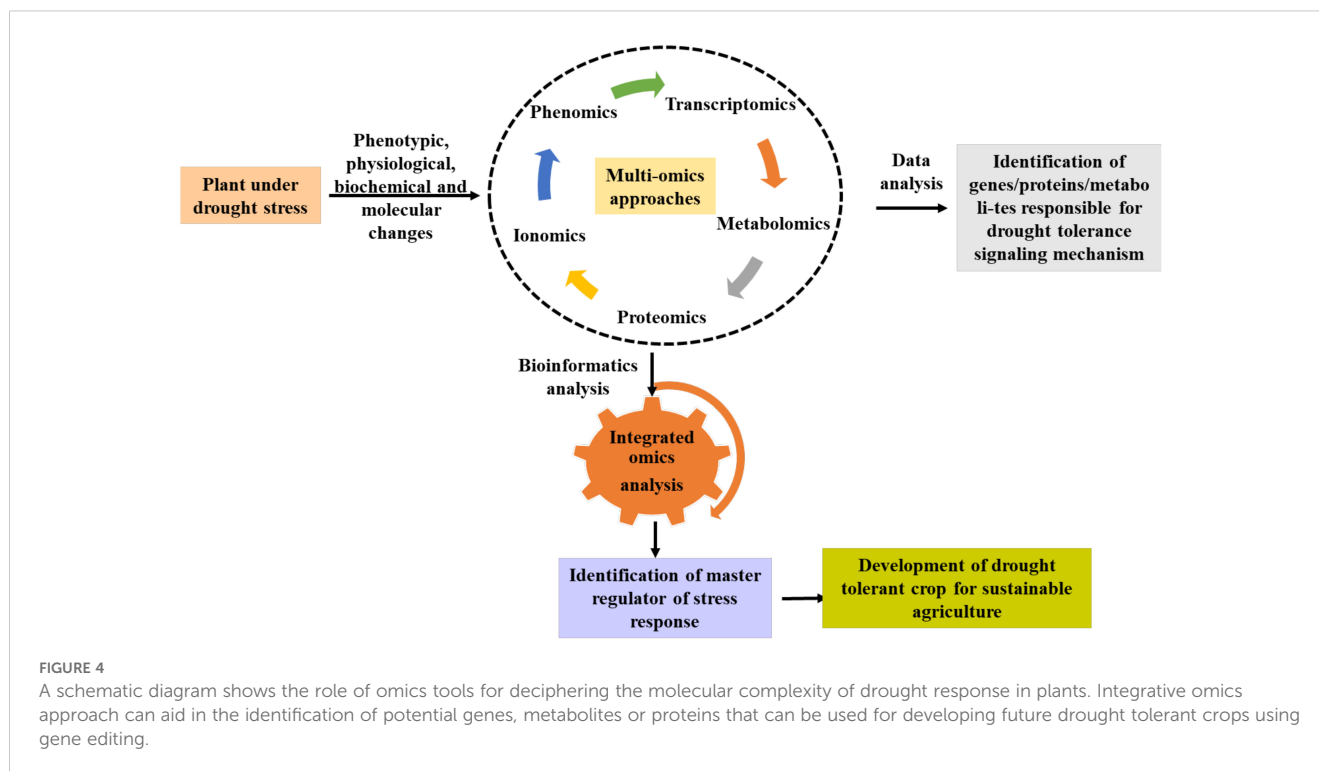 Phenomics
Transcriptomics
Phenotypic,
physiological,
biochemical and
molecular
changes
Plant under
drought stress
Multi-omics
approaches
Ionomics
Metabolomics
Proteomics
Data
analysis
Identification of
genes/proteins/metabo
li-tes responsible for
drought tolerance
signaling mechanism
Bioinformatics
analysis
Integrated
omics
analysis
Identification of master
regulator of stress
response
Development of drought
tolerant crop for sustainable
agriculture
FIGURE 4
A schematic diagram shows the role of omics tools for deciphering the molecular complexity of drought response in plants. Integrative omics
approach can aid in the identification of potential genes, metabolites or proteins that can be used for developing future drought tolerant crops using
gene editing.